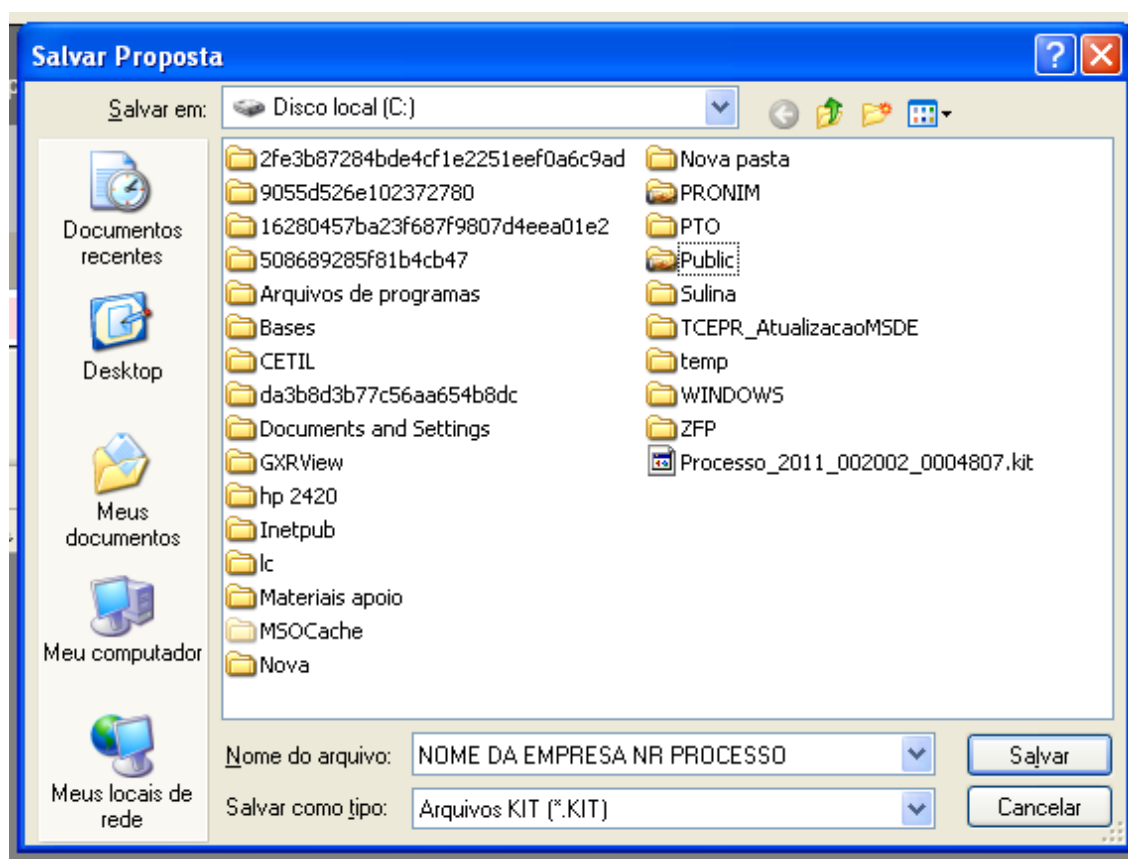 Salvar Proposta
Salvar em:
Disco local (C:)
Documentos
recentes
Desktop
Meus
documentos
Meu computador
Meus locais de
rede
2fe3b87284bde4cf1e2251eef0a6c9ad
9055d526e102372780
16280457ba23f687f9807d4eea01e2
508689285f81b4cb47
Arquivos de programas
Bases
CETIL
da3b8d3b77c56aa654b8dc
Documents and Settings
GXRView
hp 2420
Inetpub
lc
Materiais apoio
MSOCache
Nova
Nova pasta
PRONIM
PTO
Public
Sulina
TCEPR_AtualizacaoMSDE
temp
WINDOWS
ZFP
Processo_2011_002002_0004807.kit
Nome do arquivo:
NOME DA EMPRESA NR PROCESSO
Salvar
Salvar como tipo:
Arquivos KIT (*.KIT)
Cancelar